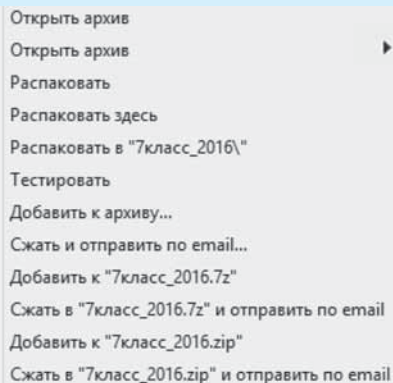 Открыть архив
Открыть архив
Распаковать
Распаковать здесь
Распаковать в "7класс_2016\"
Тестировать
Добавить к архиву...
Сжать и отправить по email...
Добавить к "7класс_2016.7z"
Сжать в "7класс_2016.7z" и отправить по email
Добавить к "7класс_2016.zip"
Сжать в "7класс_2016.zip" и отправить по email